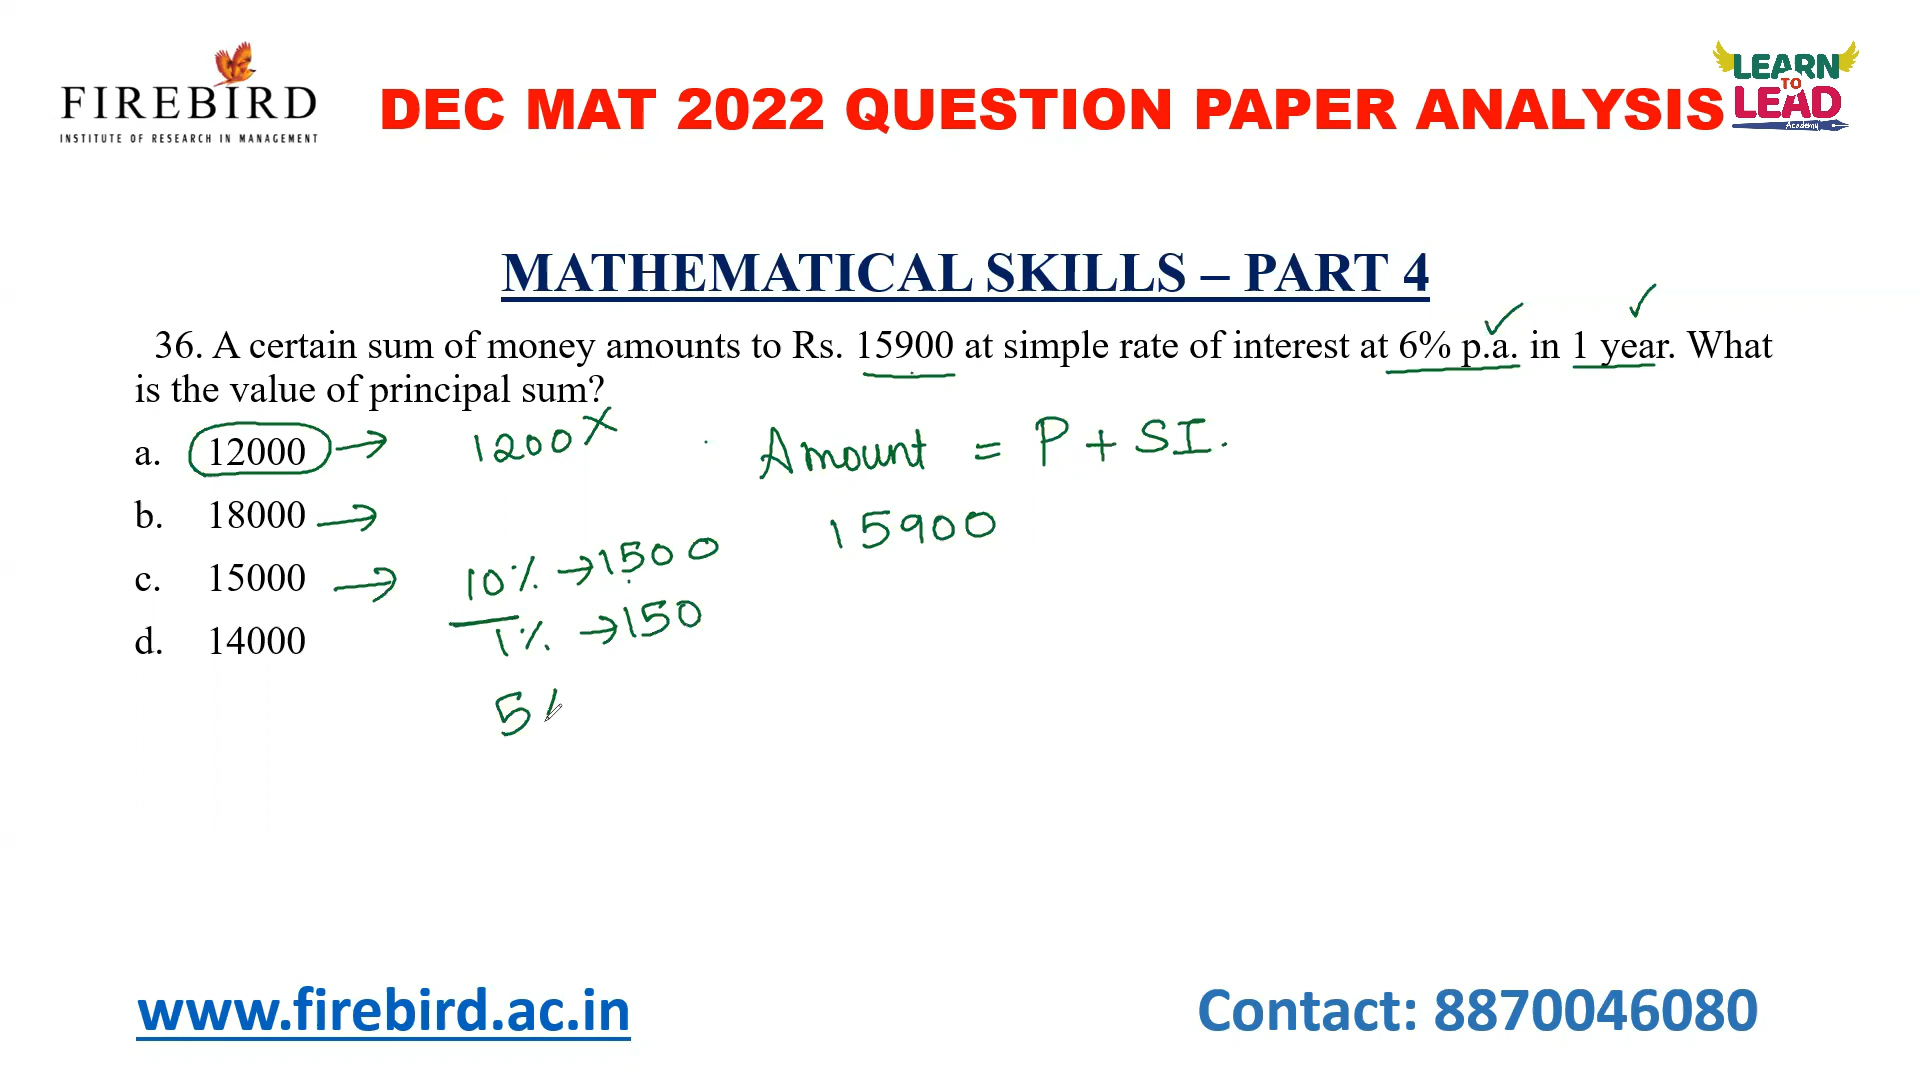 FIREBIRD
INSTITUTE OF RESEARCH IN MANAGEMENT
DEC MAT 2022 QUESTION PAPER ANALYSIS
LEARN
TO
LEAD
Academy
MATHEMATICAL SKILLS – PART 4
36. A certain sum of money amounts to Rs. 15900 at simple rate of interest at 6% p.a. in 1 year. What
is the value of principal sum?
a. 12000 → 1200 X
Amount = P + SI.
b. 18000 →
15900
c. 15000 → 10% → 1500
1% → 150
d. 14000
5
www.firebird.ac.in
Contact: 8870046080